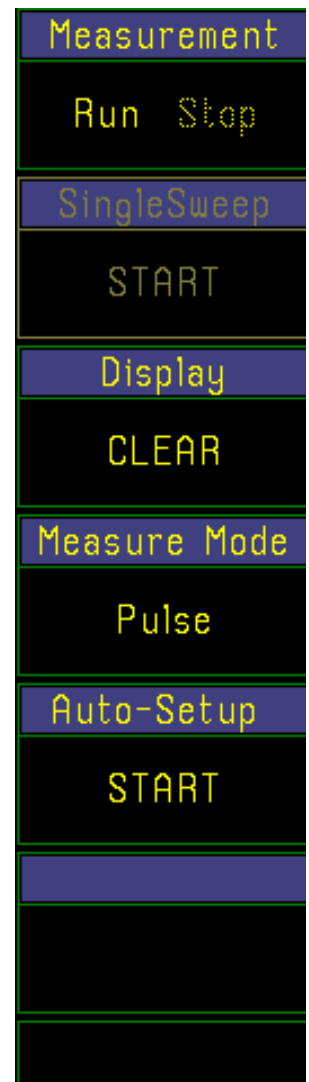 Measurement
Run Stop
SingleSweep
START
Display
CLEAR
Measure Mode
Pulse
Auto-Setup
START